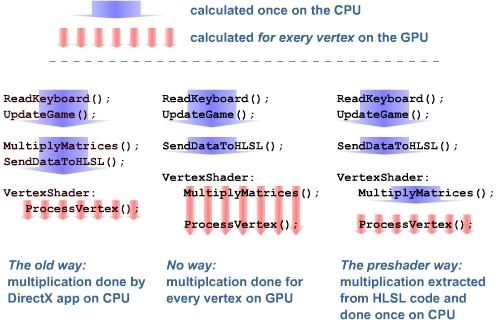 calculated once on the CPU
calculated for every vertex on the GPU
ReadKeyboard();
UpdateGame();
MultiplyMatrices();
SendDataToHLSL();
VertexShader:
ProcessVertex();
The old way:
multiplication done by
DirectX app on CPU
ReadKeyboard();
UpdateGame();
SendDataToHLSL();
VertexShader:
MultiplyMatrices();
ProcessVertex();
No way:
multiplcation done for
every vertex on GPU
ReadKeyboard();
UpdateGame();
SendDataToHLSL();
VertexShader:
MultiplyMatrices();
ProcessVertex();
The preshader way:
multiplication extracted
from HLSL code and
done once on CPU